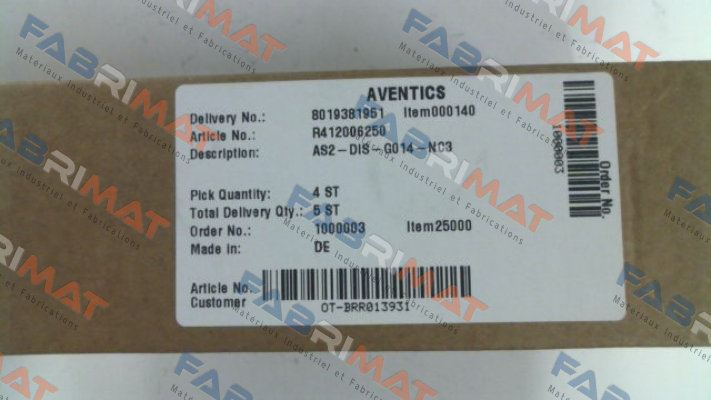 AVENTICS
Delivery No.: 8019381951 Item000140
Article No.: R412006250
Description: AS2-DIS-G014-NC3
Pick Quantity: 4 ST
Total Delivery Qty.: 5 ST
Order No.: 1000003 Item25000
Made in: DE
Article No.
Customer
OT-BRR013931
Order No.
1000003
FABRIMAT
Materiaux Industriel et Fabrications